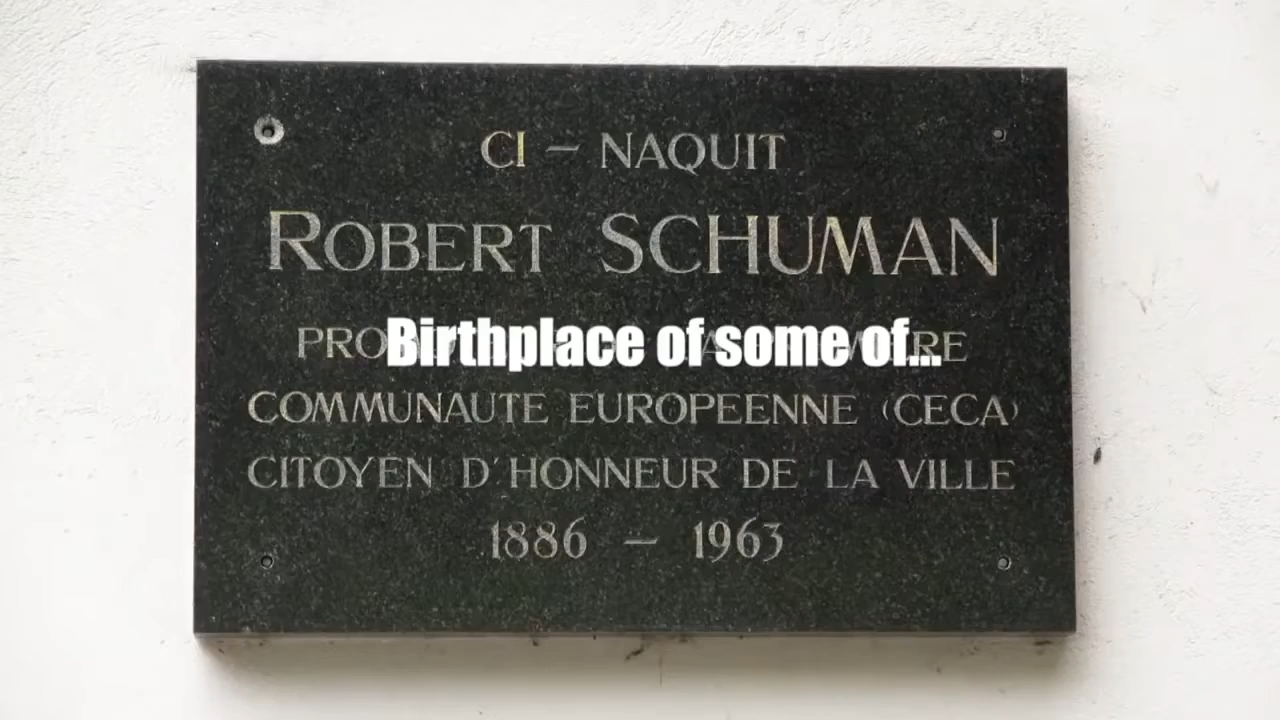 CI – NAQUIT
ROBERT SCHUMAN
Birthplace of some of...
COMMUNAUTE EUROPEENNE (CECA)
CITOYEN D'HONNEUR DE LA VILLE
1886 – 1963